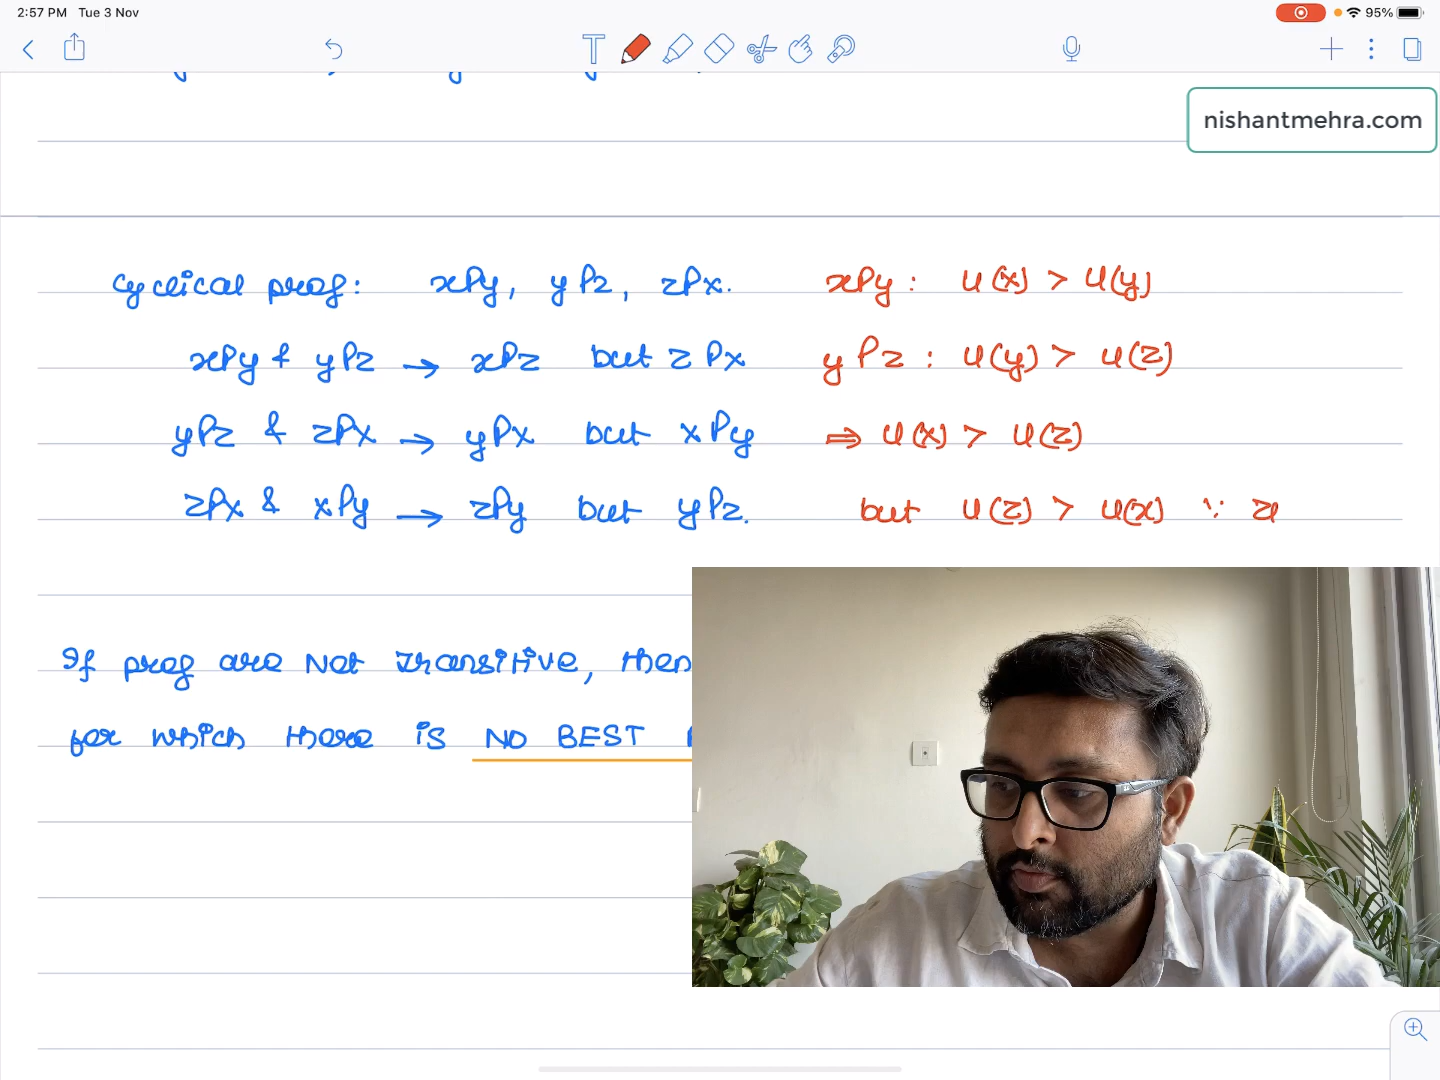 2:57 PM Tue 3 Nov
95%
nishantmehra.com
Cyclical pref: xPy, yPz, zPx.
xPy & yPz → xPz but zPx
yPz & zPx → yPx but xPy
zPx & xPy → zPy but yPz.
xPy : U(x) > U(y)
yPz : U(y) > U(z)
⇒ U(x) > U(z)
but U(z) > U(x) ∵ z
If pref are NOT transitive, then
for which there is NO BEST